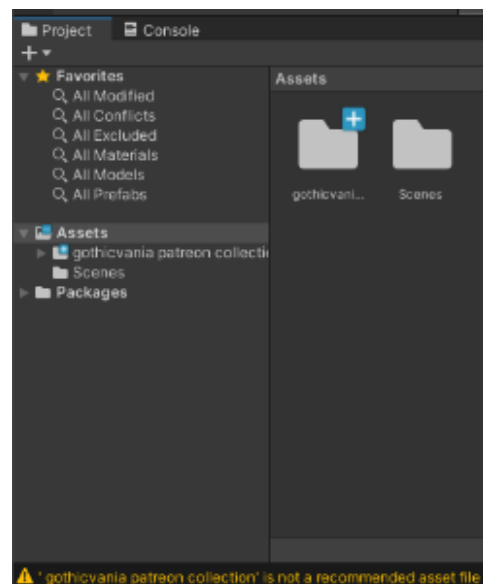 Project Console
Favorites
All Modified
All Conflicts
All Excluded
All Materials
All Models
All Prefabs
Assets
gothicvania patreon collecti
Scenes
Packages
Assets
gothicvani... Scenes
' gothicvania patreon collection' is not a recommended asset file